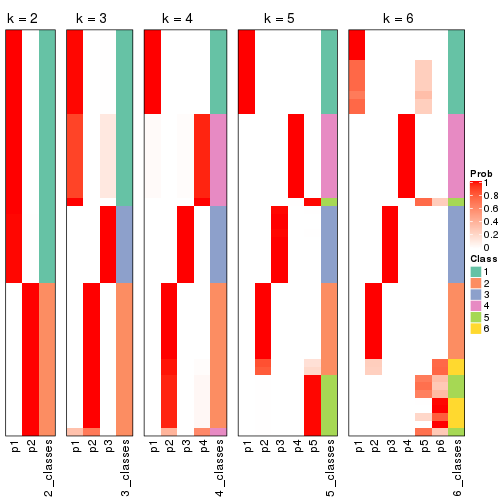 k = 2
k = 3
k = 4
k = 5
k = 6
p1
p2
2_classes
p1
p2
p3
3_classes
p1
p2
p3
p4
4_classes
p1
p2
p3
p4
p5
5_classes
p1
p2
p3
p4
p5
p6
6_classes
Prob
1
0.8
0.6
0.4
0.2
0
Class
1
2
3
4
5
6